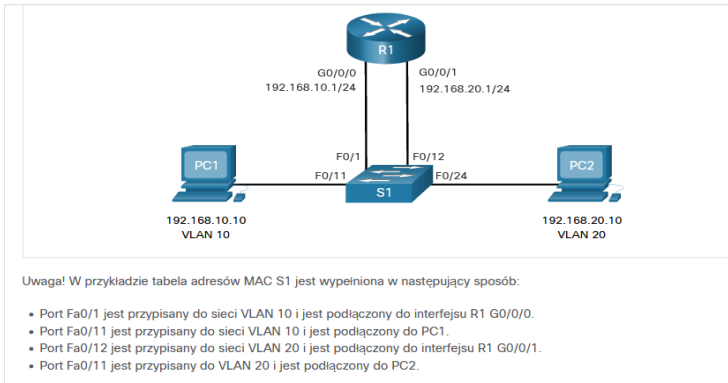 R1
G0/0/0 G0/0/1
192.168.10.1/24 192.168.20.1/24
F0/1 F0/12
PC1 PC2
F0/11 F0/24
S1
192.168.10.10 192.168.20.10
VLAN 10 VLAN 20
Uwaga! W przykładzie tabela adresów MAC S1 jest wypełniona w następujący sposób:
• Port Fa0/1 jest przypisany do sieci VLAN 10 i jest podłączony do interfejsu R1 G0/0/0.
• Port Fa0/11 jest przypisany do sieci VLAN 10 i jest podłączony do PC1.
• Port Fa0/12 jest przypisany do sieci VLAN 20 i jest podłączony do interfejsu R1 G0/0/1.
• Port Fa0/11 jest przypisany do VLAN 20 i jest podłączony do PC2.